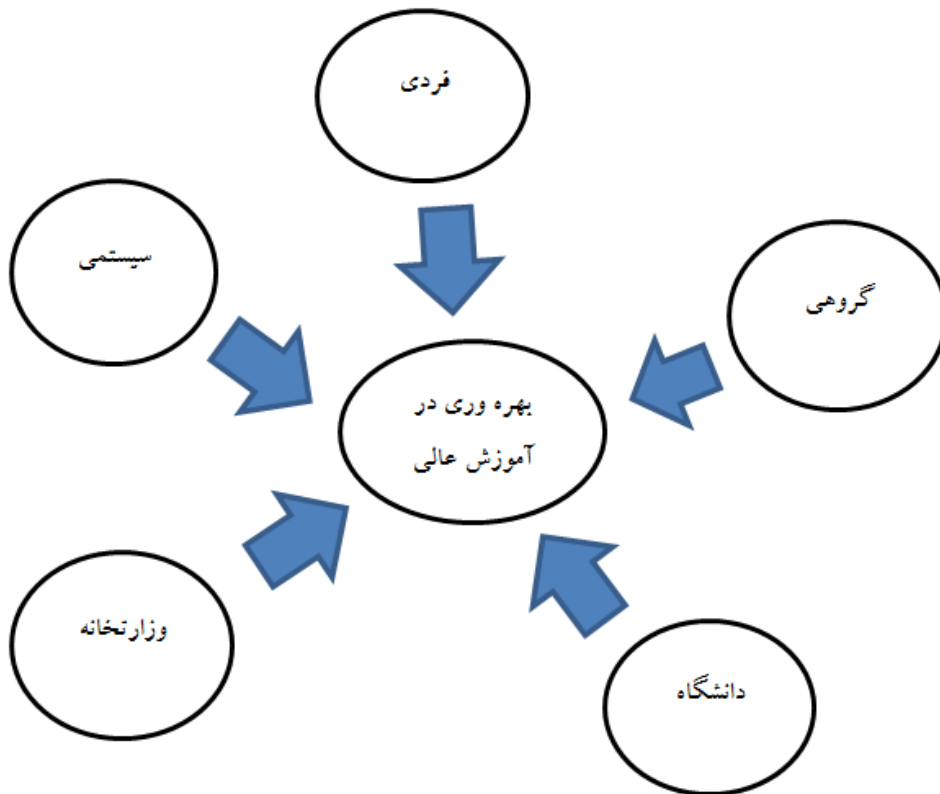 فردی
سیستمی
گروهی
بهره وری در
آموزش عالی
وزارتخانه
دانشگاه